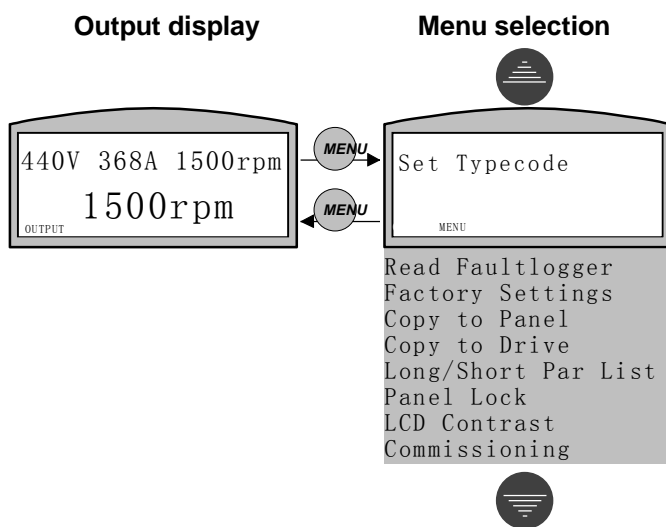 Output display
Menu selection
440V 368A 1500rpm
1500rpm
OUTPUT
MENU
MENU
Set Typecode
MENU
Read Faultlogger
Factory Settings
Copy to Panel
Copy to Drive
Long/Short Par List
Panel Lock
LCD Contrast
Commissioning